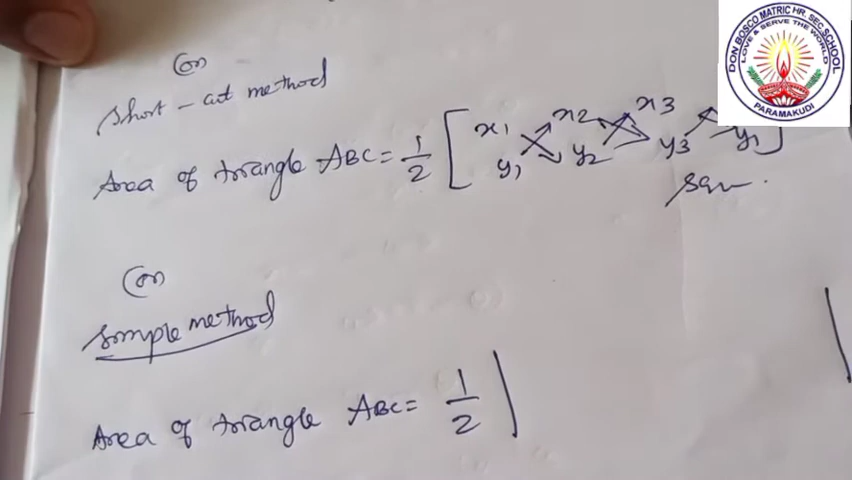 (or)
Short-cut method
Area of triangle ABC = 1/2 [ x1 x2 x3
y1 y2 y3 y1 ]
(or)
Simple method
Area of triangle ABC = 1/2 |     |
DON BOSCO MATRIC HR. SEC. SCHOOL
LOVE & SERVE THE WORLD
PARAMAKUDI